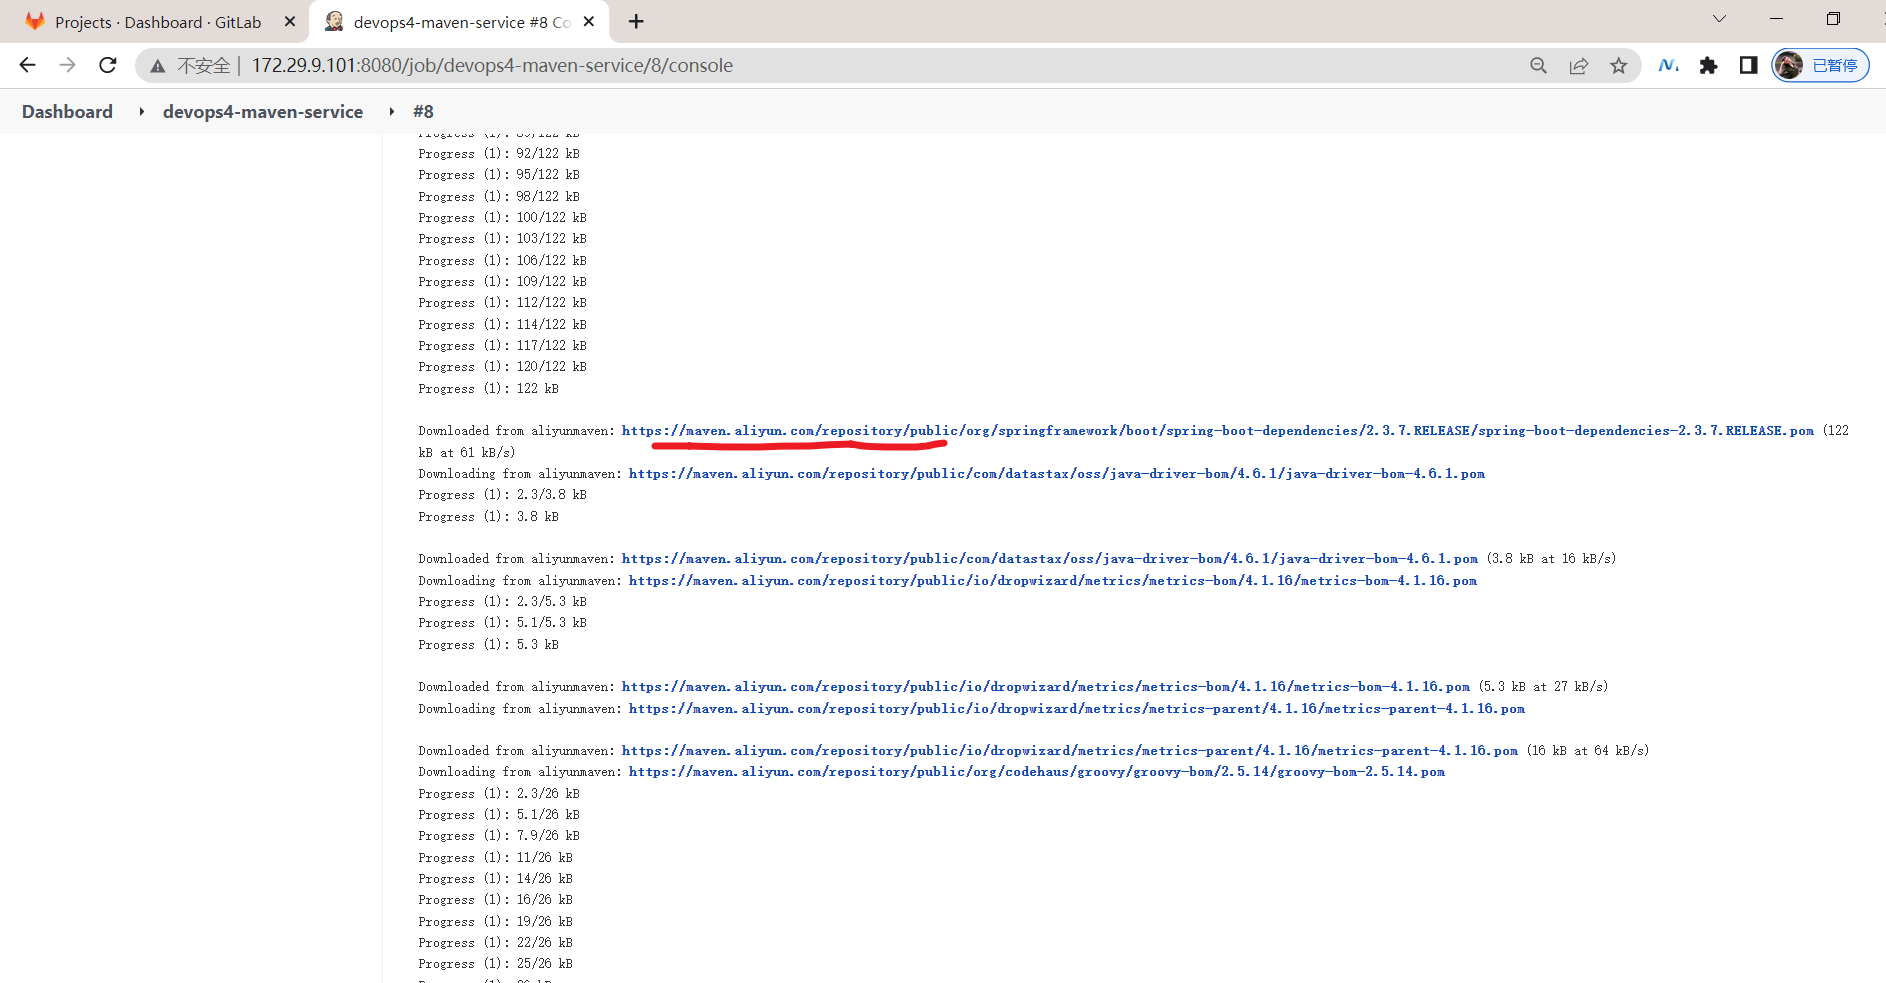 Projects · Dashboard · GitLab
devops4-maven-service #8 Co
不安全 172.29.9.101:8080/job/devops4-maven-service/8/console
已暂停
Dashboard devops4-maven-service #8
Progress (1): 89/122 kB
Progress (1): 92/122 kB
Progress (1): 95/122 kB
Progress (1): 98/122 kB
Progress (1): 100/122 kB
Progress (1): 103/122 kB
Progress (1): 106/122 kB
Progress (1): 109/122 kB
Progress (1): 112/122 kB
Progress (1): 114/122 kB
Progress (1): 117/122 kB
Progress (1): 120/122 kB
Progress (1): 122 kB
Downloaded from aliyunmaven: https://maven.aliyun.com/repository/public/org/springframework/boot/spring-boot-dependencies/2.3.7.RELEASE/spring-boot-dependencies-2.3.7.RELEASE.pom (122
kB at 61 kB/s)
Downloading from aliyunmaven: https://maven.aliyun.com/repository/public/com/datastax/oss/java-driver-bom/4.6.1/java-driver-bom-4.6.1.pom
Progress (1): 2.3/3.8 kB
Progress (1): 3.8 kB
Downloaded from aliyunmaven: https://maven.aliyun.com/repository/public/com/datastax/oss/java-driver-bom/4.6.1/java-driver-bom-4.6.1.pom (3.8 kB at 16 kB/s)
Downloading from aliyunmaven: https://maven.aliyun.com/repository/public/io/dropwizard/metrics/metrics-bom/4.1.16/metrics-bom-4.1.16.pom
Progress (1): 2.3/5.3 kB
Progress (1): 5.1/5.3 kB
Progress (1): 5.3 kB
Downloaded from aliyunmaven: https://maven.aliyun.com/repository/public/io/dropwizard/metrics/metrics-bom/4.1.16/metrics-bom-4.1.16.pom (5.3 kB at 27 kB/s)
Downloading from aliyunmaven: https://maven.aliyun.com/repository/public/io/dropwizard/metrics/metrics-parent/4.1.16/metrics-parent-4.1.16.pom
Downloaded from aliyunmaven: https://maven.aliyun.com/repository/public/io/dropwizard/metrics/metrics-parent/4.1.16/metrics-parent-4.1.16.pom (16 kB at 64 kB/s)
Downloading from aliyunmaven: https://maven.aliyun.com/repository/public/org/codehaus/groovy/groovy-bom/2.5.14/groovy-bom-2.5.14.pom
Progress (1): 2.3/26 kB
Progress (1): 5.1/26 kB
Progress (1): 7.9/26 kB
Progress (1): 11/26 kB
Progress (1): 14/26 kB
Progress (1): 16/26 kB
Progress (1): 19/26 kB
Progress (1): 22/26 kB
Progress (1): 25/26 kB